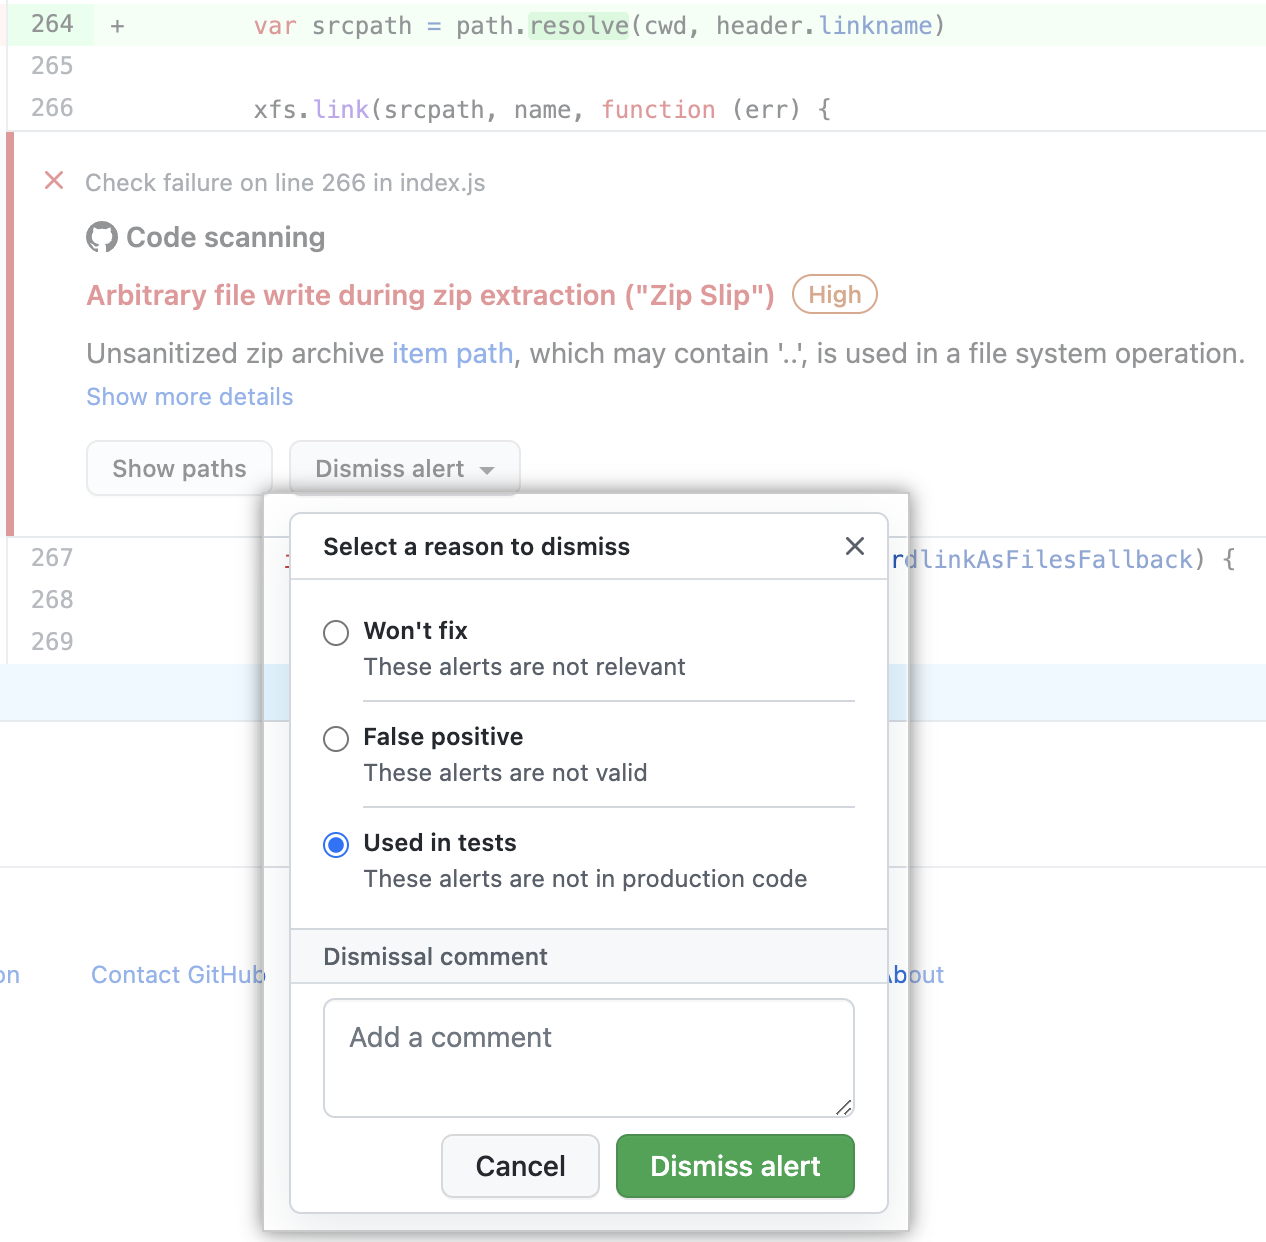 264 + var srcpath = path.resolve(cwd, header.linkname)
265
266 xfs.link(srcpath, name, function (err) {
Check failure on line 266 in index.js
Code scanning
Arbitrary file write during zip extraction ("Zip Slip") High
Unsanitized zip archive item path, which may contain '..', is used in a file system operation.
Show more details
Show paths Dismiss alert
Select a reason to dismiss
267 rdlinkAsFilesFallback) {
268
269
Won't fix
These alerts are not relevant
False positive
These alerts are not valid
Used in tests
These alerts are not in production code
Dismissal comment
on Contact GitHub About
Add a comment
Cancel Dismiss alert